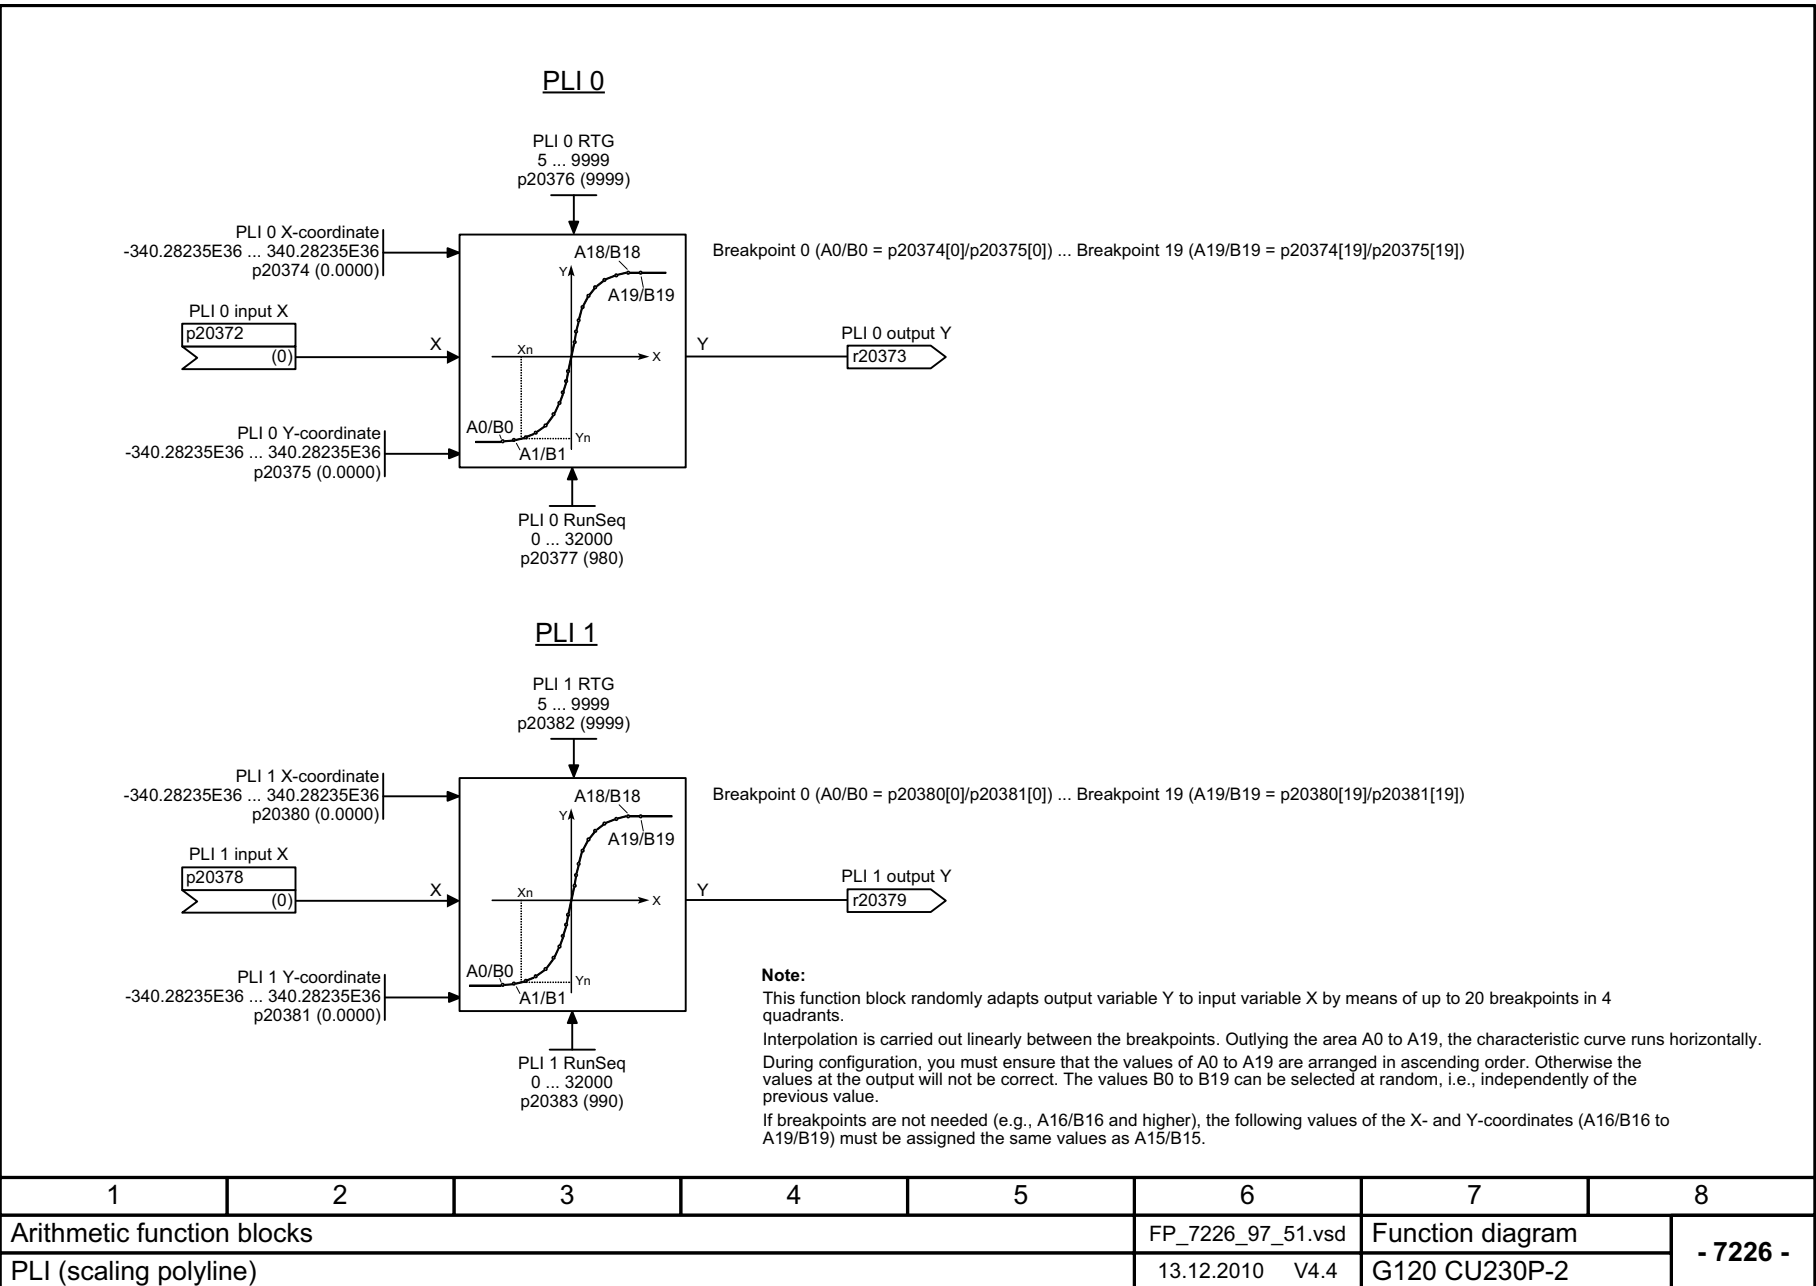 PLI 0
PLI 0 RTG
5 ... 9999
p20376 (9999)
PLI 0 X-coordinate
-340.28235E36 ... 340.28235E36
p20374 (0.0000)
A18/B18
Y
A19/B19
Breakpoint 0 (A0/B0 = p20374[0]/p20375[0]) ... Breakpoint 19 (A19/B19 = p20374[19]/p20375[19])
PLI 0 input X
p20372
(0)
X
Xn
X
Y
PLI 0 output Y
r20373
PLI 0 Y-coordinate
-340.28235E36 ... 340.28235E36
p20375 (0.0000)
A0/B0
Yn
A1/B1
PLI 0 RunSeq
0 ... 32000
p20377 (980)
PLI 1
PLI 1 RTG
5 ... 9999
p20382 (9999)
PLI 1 X-coordinate
-340.28235E36 ... 340.28235E36
p20380 (0.0000)
A18/B18
Y
A19/B19
Breakpoint 0 (A0/B0 = p20380[0]/p20381[0]) ... Breakpoint 19 (A19/B19 = p20380[19]/p20381[19])
PLI 1 input X
p20378
(0)
X
Xn
X
Y
PLI 1 output Y
r20379
PLI 1 Y-coordinate
-340.28235E36 ... 340.28235E36
p20381 (0.0000)
A0/B0
Yn
A1/B1
PLI 1 RunSeq
0 ... 32000
p20383 (990)
Note:
This function block randomly adapts output variable Y to input variable X by means of up to 20 breakpoints in 4
quadrants.
Interpolation is carried out linearly between the breakpoints. Outlying the area A0 to A19, the characteristic curve runs horizontally.
During configuration, you must ensure that the values of A0 to A19 are arranged in ascending order. Otherwise the
values at the output will not be correct. The values B0 to B19 can be selected at random, i.e., independently of the
previous value.
If breakpoints are not needed (e.g., A16/B16 and higher), the following values of the X- and Y-coordinates (A16/B16 to
A19/B19) must be assigned the same values as A15/B15.
1 2 3 4 5 6 7 8
Arithmetic function blocks
FP_7226_97_51.vsd
Function diagram
- 7226 -
PLI (scaling polyline)
13.12.2010 V4.4
G120 CU230P-2